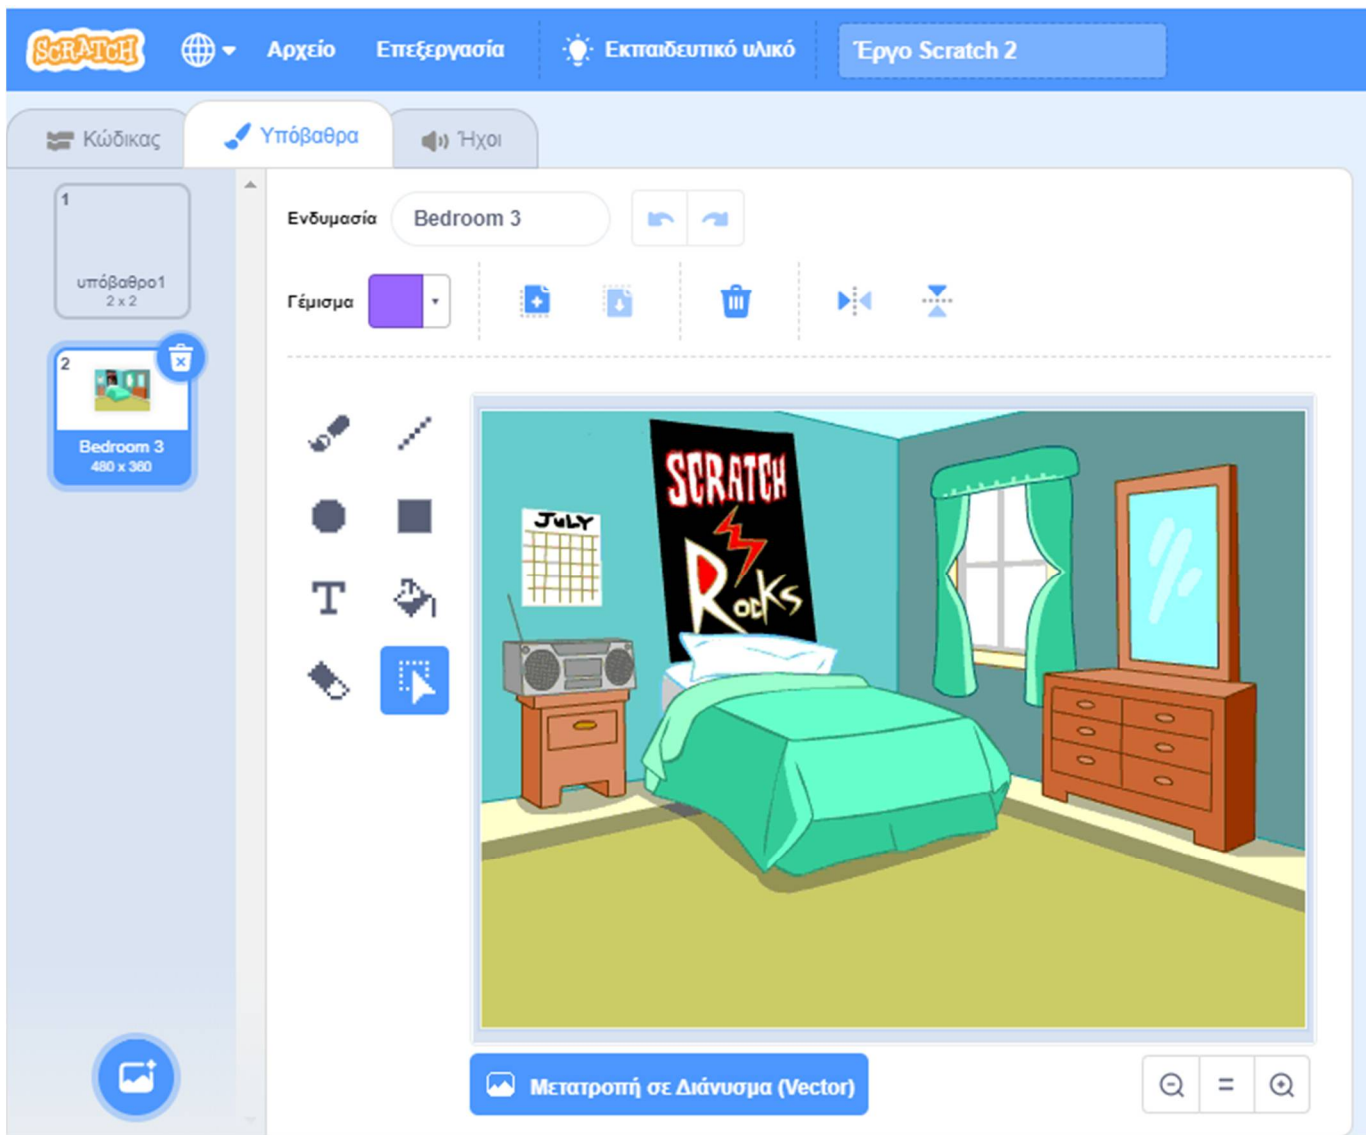 SCRATCH Αρχείο Επεξεργασία Εκπαιδευτικό υλικό Έργο Scratch 2
Κώδικας Υπόβαθρα Ήχοι
1
υπόβαθρο1
2 x 2
2
Bedroom 3
480 x 360
Ενδυμασία Bedroom 3
Γέμισμα
T
JULY
SCRATCH
ROCKS
Μετατροπή σε Διάνυσμα (Vector)
=